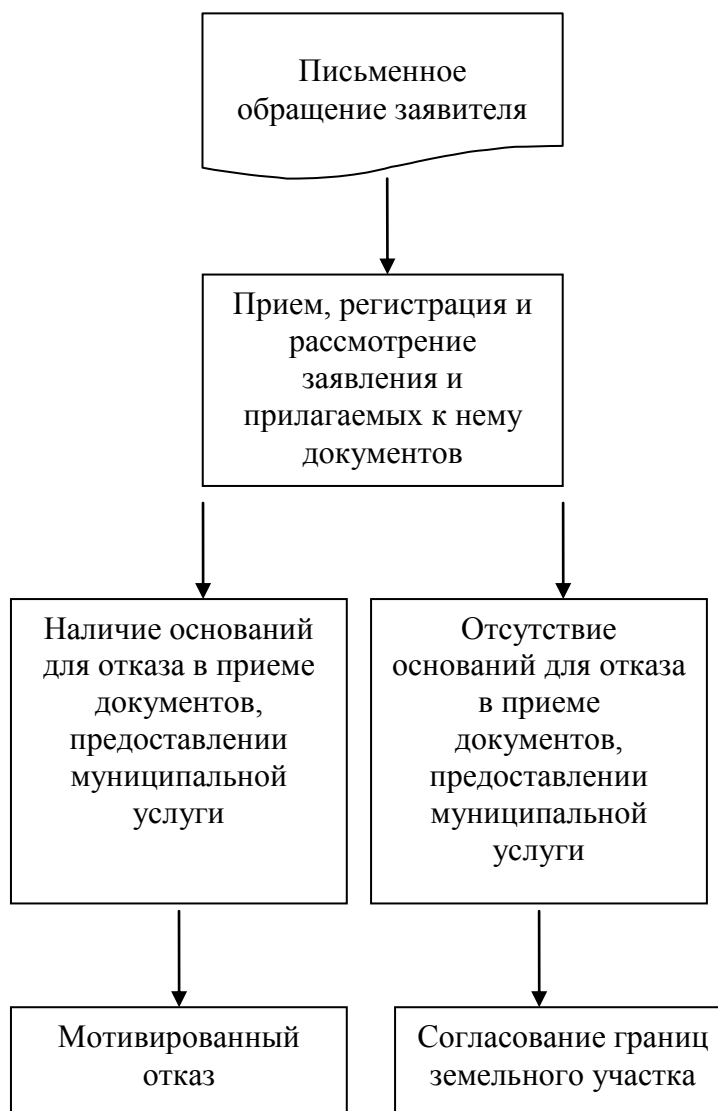 Письменное
обращение заявителя
Прием, регистрация и
рассмотрение
заявления и
прилагаемых к нему
документов
Наличие оснований
для отказа в приеме
документов,
предоставлении
муниципальной
услуги
Отсутствие
оснований для отказа
в приеме
документов,
предоставлении
муниципальной
услуги
Мотивированный
отказ
Согласование границ
земельного участка